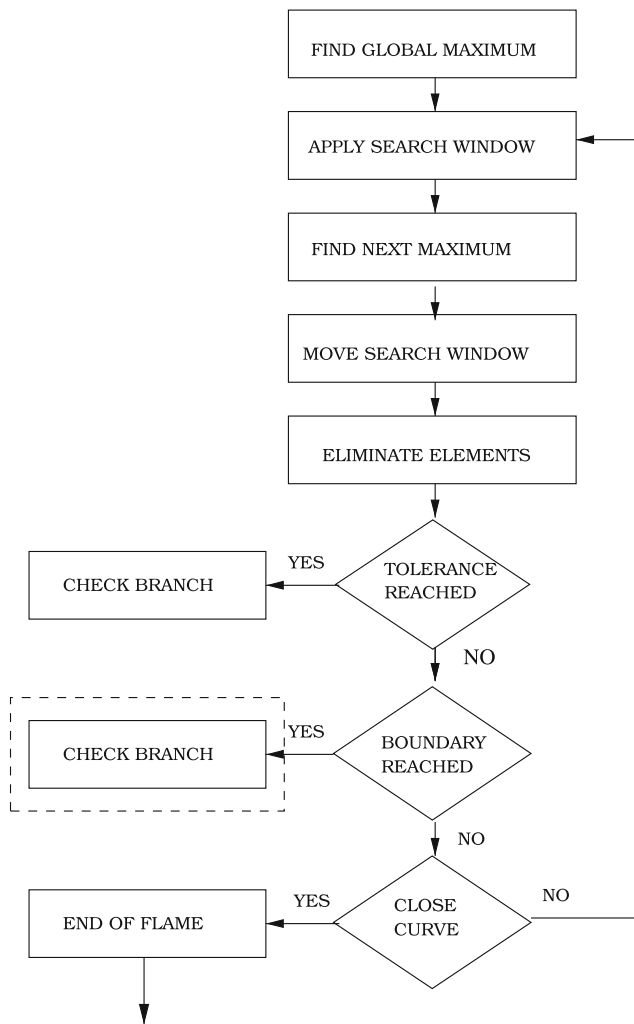 FIND GLOBAL MAXIMUM
APPLY SEARCH WINDOW
FIND NEXT MAXIMUM
MOVE SEARCH WINDOW
ELIMINATE ELEMENTS
TOLERANCE
REACHED
YES
CHECK BRANCH
NO
BOUNDARY
REACHED
YES
CHECK BRANCH
NO
CLOSE
CURVE
YES
NO
END OF FLAME